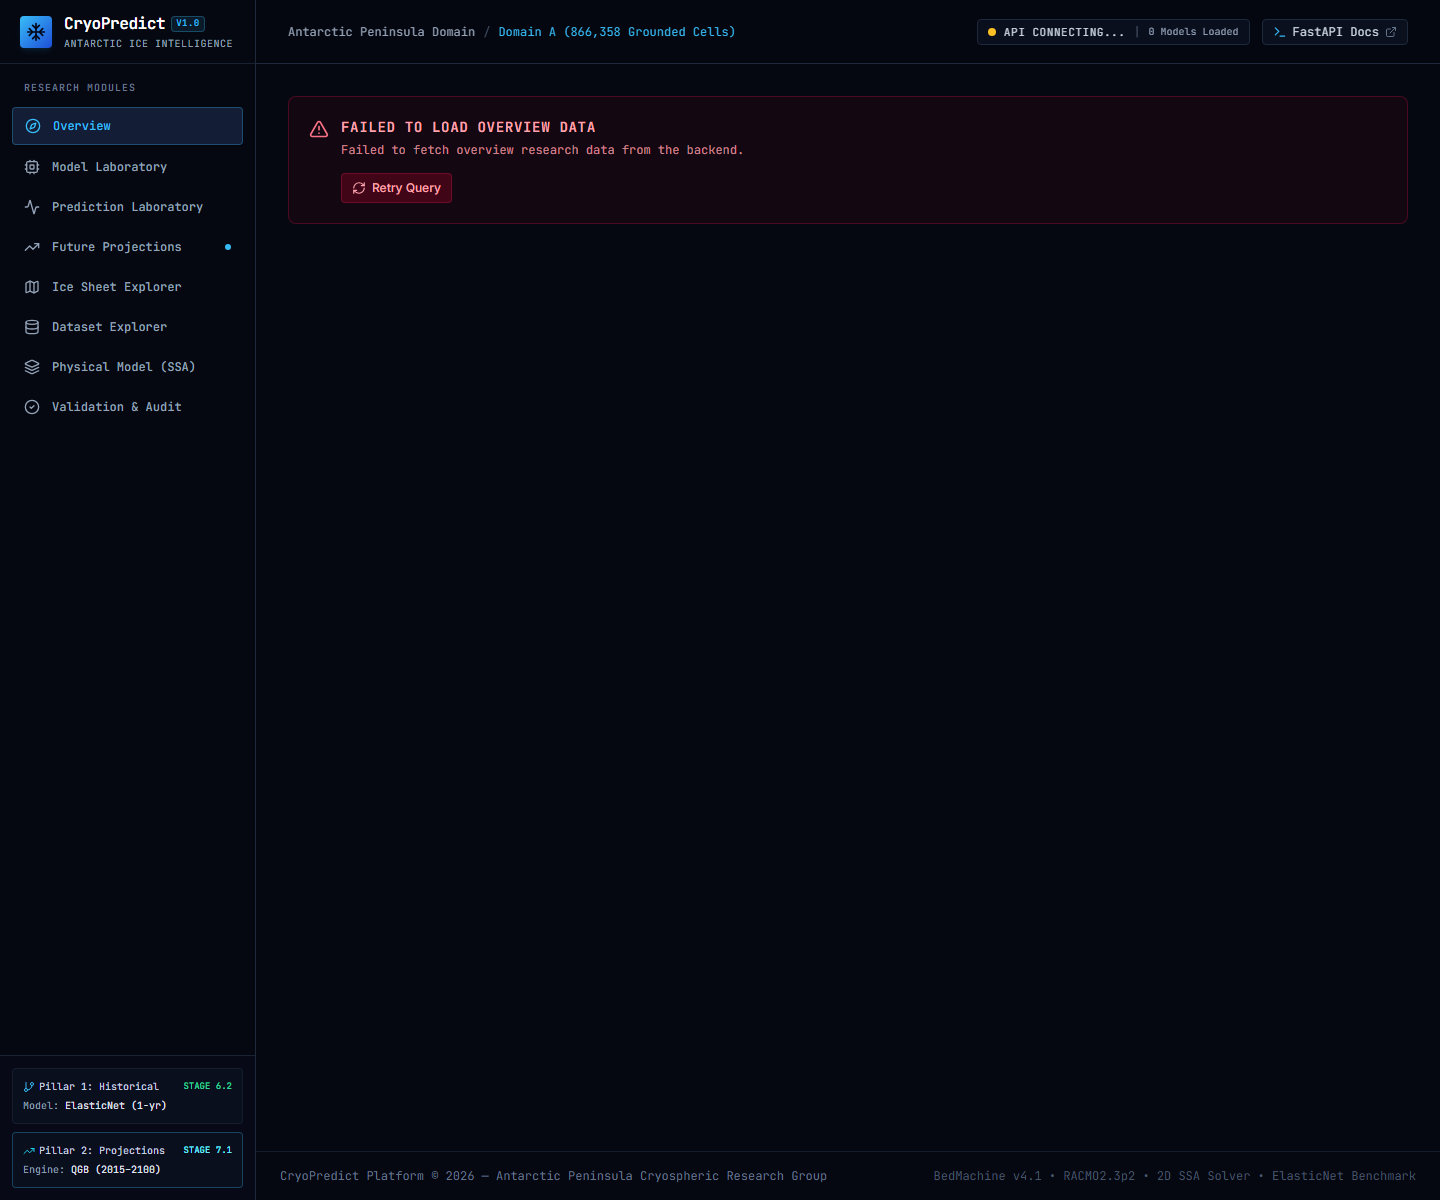 CryoPredict V1.0
ANTARCTIC ICE INTELLIGENCE
Antarctic Peninsula Domain / Domain A (866,358 Grounded Cells)
API CONNECTING... | 0 Models Loaded
FastAPI Docs
RESEARCH MODULES
Overview
Model Laboratory
Prediction Laboratory
Future Projections
Ice Sheet Explorer
Dataset Explorer
Physical Model (SSA)
Validation & Audit
FAILED TO LOAD OVERVIEW DATA
Failed to fetch overview research data from the backend.
Retry Query
Pillar 1: Historical STAGE 6.2
Model: ElasticNet (1-yr)
Pillar 2: Projections STAGE 7.1
Engine: QGB (2015–2100)
CryoPredict Platform © 2026 — Antarctic Peninsula Cryospheric Research Group
BedMachine v4.1 • RACMO2.3p2 • 2D SSA Solver • ElasticNet Benchmark